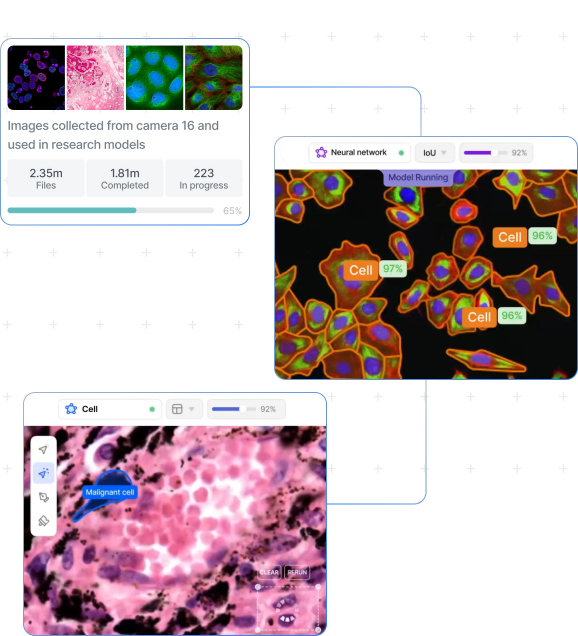 Images collected from camera 16 and
used in research models
2.35m
Files
1.81m
Completed
223
In progress
65%
Neural network
IoU
92%
Model Running
Cell 96%
Cell 97%
Cell 96%
Cell
92%
Malignant cell
CLEAR
RERUN